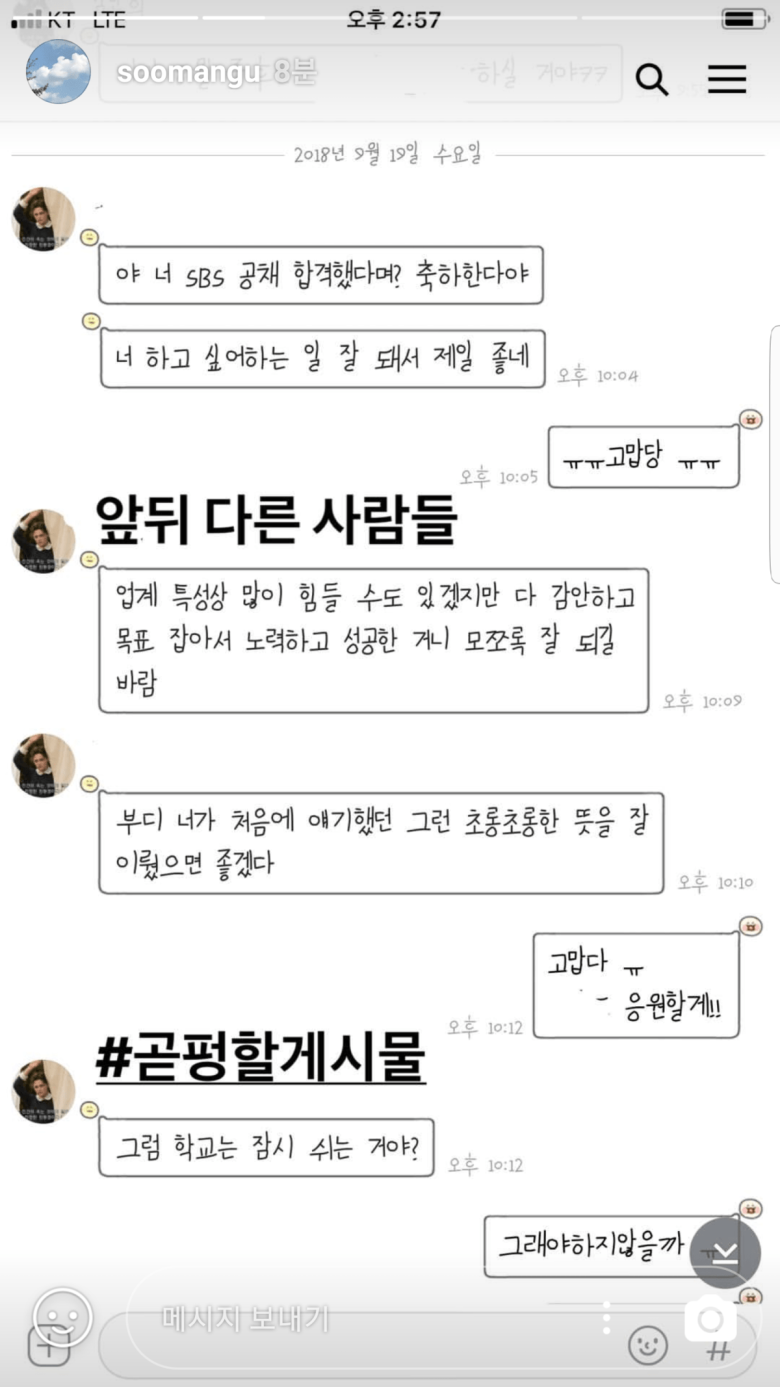 KT LTE 오후 2:57
soomangu 8분
하실 거야ㅋㅋ
2018년 9월 19일 수요일
야 너 SBS 공채 합격했다며? 축하한다야
너 하고 싶어하는 일 잘 돼서 제일 좋네
오후 10:04
ㅠㅠ고맙당 ㅠㅠ
오후 10:05
앞뒤 다른 사람들
업계 특성상 많이 힘들 수도 있겠지만 다 감안하고
목표 잡아서 노력하고 성공한 거니 모쪼록 잘 되길
바람
오후 10:09
부디 너가 처음에 얘기했던 그런 초롱초롱한 뜻을 잘
이뤘으면 좋겠다
오후 10:10
고맙다 ㅠ
응원할게!!
오후 10:12
#곧펑할게시물
그럼 학교는 잠시 쉬는 거야?
오후 10:12
그래야하지않을까 ㅠ
메시지 보내기
#